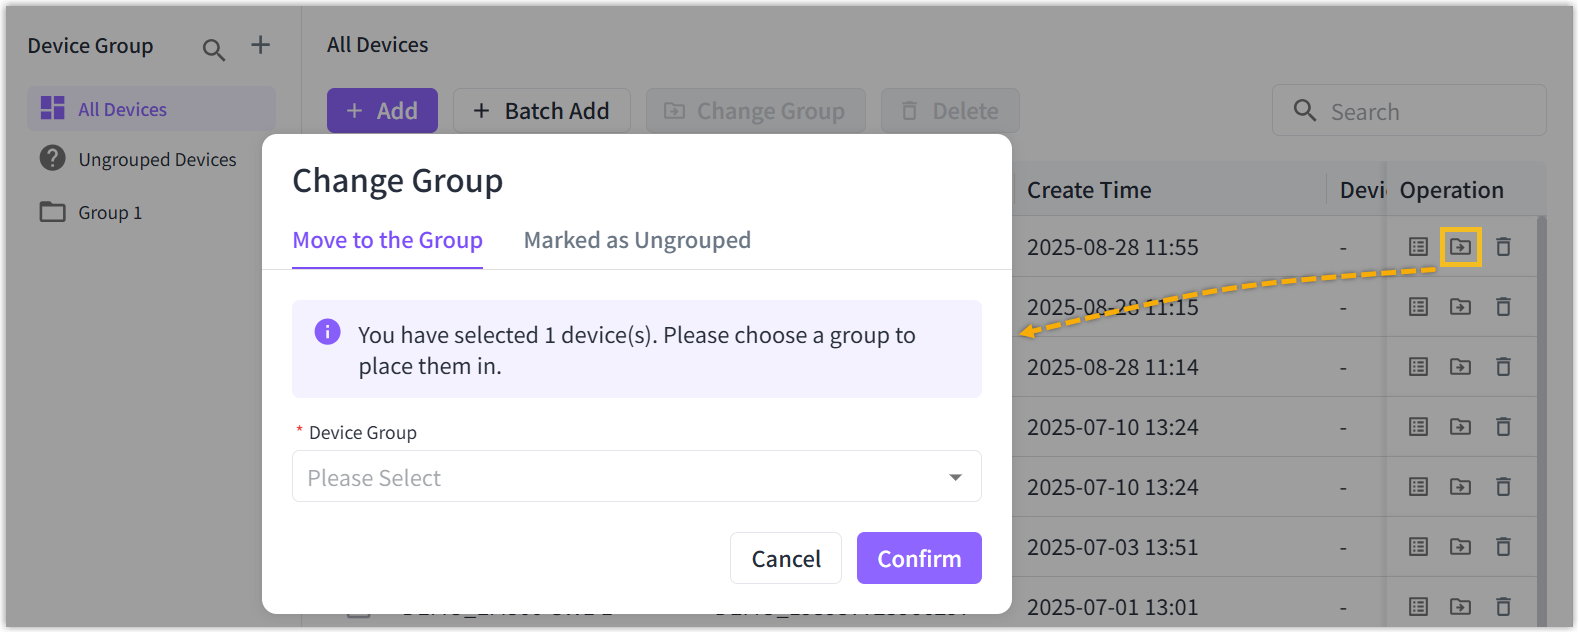 Device Group
All Devices
Ungrouped Devices
Group 1
All Devices
Add
Batch Add
Change Group
Delete
Search
Create Time
Operation
2025-08-28 11:55 -
2025-08-28 11:15 -
2025-08-28 11:14 -
2025-07-10 13:24 -
2025-07-10 13:24 -
2025-07-03 13:51 -
2025-07-01 13:01 -
Change Group
Move to the Group
Marked as Ungrouped
You have selected 1 device(s). Please choose a group to
place them in.
* Device Group
Please Select
Cancel
Confirm